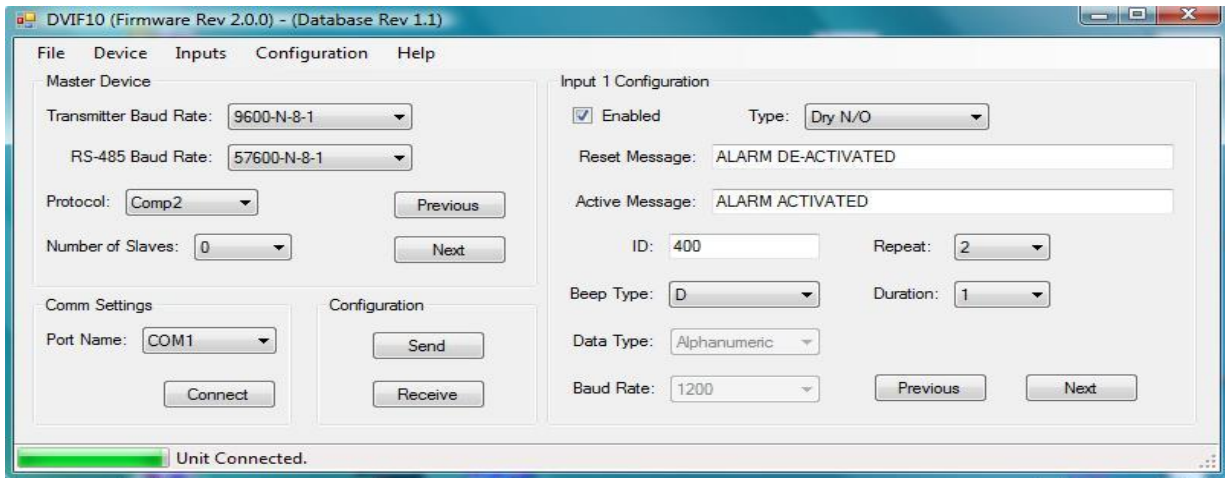 DVIF10 (Firmware Rev 2.0.0) - (Database Rev 1.1)
File Device Inputs Configuration Help
Master Device
Transmitter Baud Rate: 9600-N-8-1
RS-485 Baud Rate: 57600-N-8-1
Protocol: Comp2
Previous
Number of Slaves: 0
Next
Comm Settings
Port Name: COM1
Connect
Configuration
Send
Receive
Input 1 Configuration
Enabled Type: Dry N/O
Reset Message: ALARM DE-ACTIVATED
Active Message: ALARM ACTIVATED
ID: 400 Repeat: 2
Beep Type: D Duration: 1
Data Type: Alphanumeric
Baud Rate: 1200 Previous Next
Unit Connected.